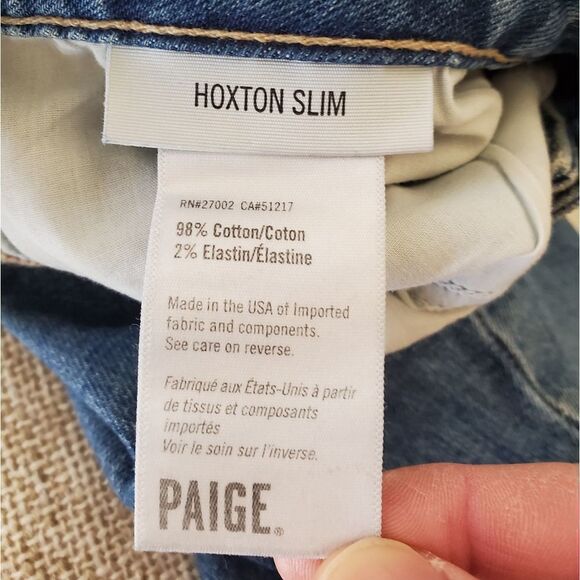 HOXTON SLIM
RN#27002 CA#51217
98% Cotton/Coton
2% Elastin/Élastine
Made in the USA of Imported
fabric and components.
See care on reverse.
Fabriqué aux États-Unis à partir
de tissus et composants
importés
Voir le soin sur l'inverse.
PAIGE®